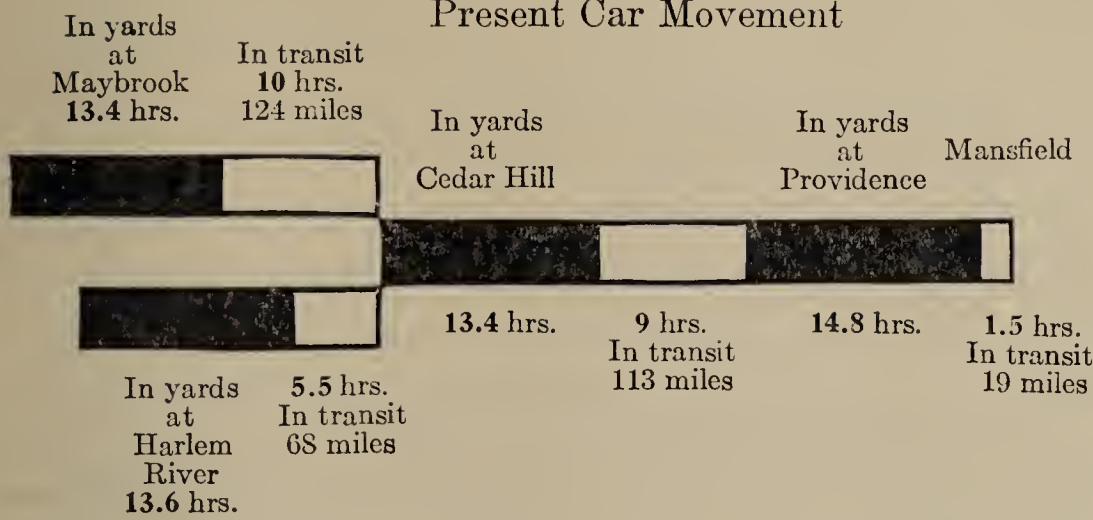 Present Car Movement
In yards
at
Maybrook
13.4 hrs.
In transit
10 hrs.
124 miles
In yards
at
Cedar Hill
In yards
at
Providence
Mansfield
13.4 hrs.
9 hrs.
In transit
113 miles
14.8 hrs.
1.5 hrs.
In transit
19 miles
In yards
at
Harlem
River
13.6 hrs.
5.5 hrs.
In transit
68 miles